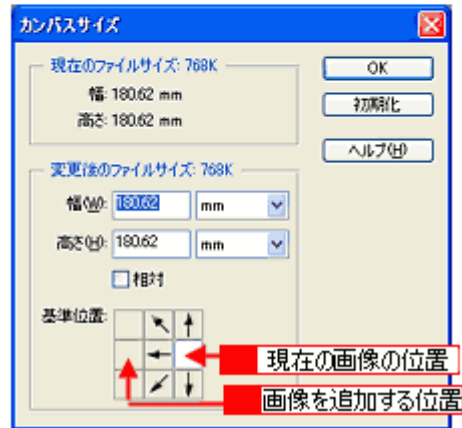 カンバスサイズ
現在のファイルサイズ: 768K
OK
幅: 180.62 mm
初期化
高さ: 180.62 mm
ヘルプ(H)
変更後のファイルサイズ: 768K
幅(W): 180.62 mm
高さ(H): 180.62 mm
相対
基準位置:
現在の画像の位置
画像を追加する位置